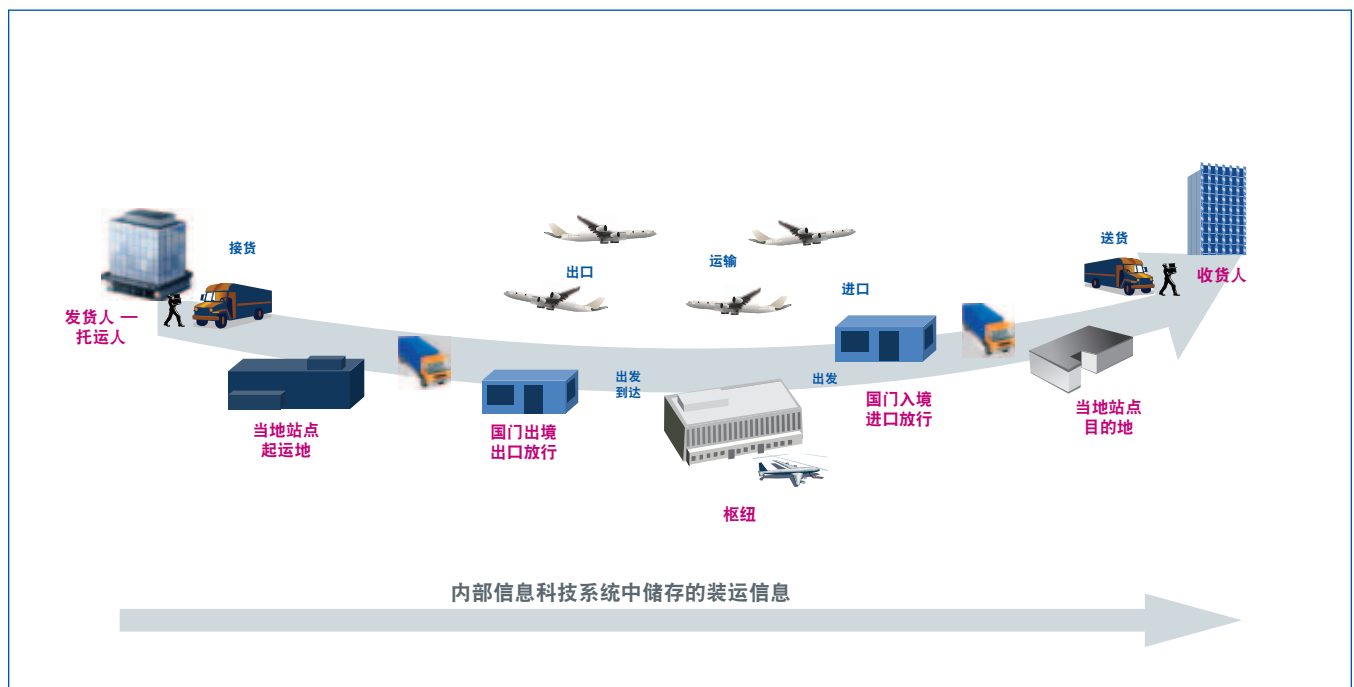 接货
发货人 一
托运人
当地站点
起运地
出口
国门出境
出口放行
出发
到达
运输
枢纽
出发
进口
国门入境
进口放行
当地站点
目的地
送货
收货人
内部信息科技系统中储存的装运信息